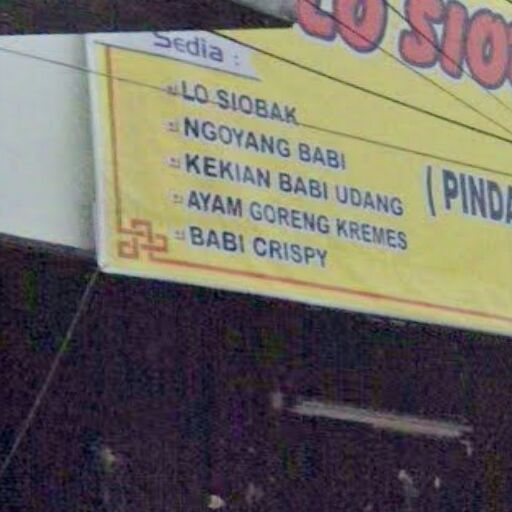 LO SIO
Sedia :
LO SIOBAK
NGOYANG BABI
KEKIAN BABI UDANG
( PINDA
AYAM GORENG KREMES
BABI CRISPY